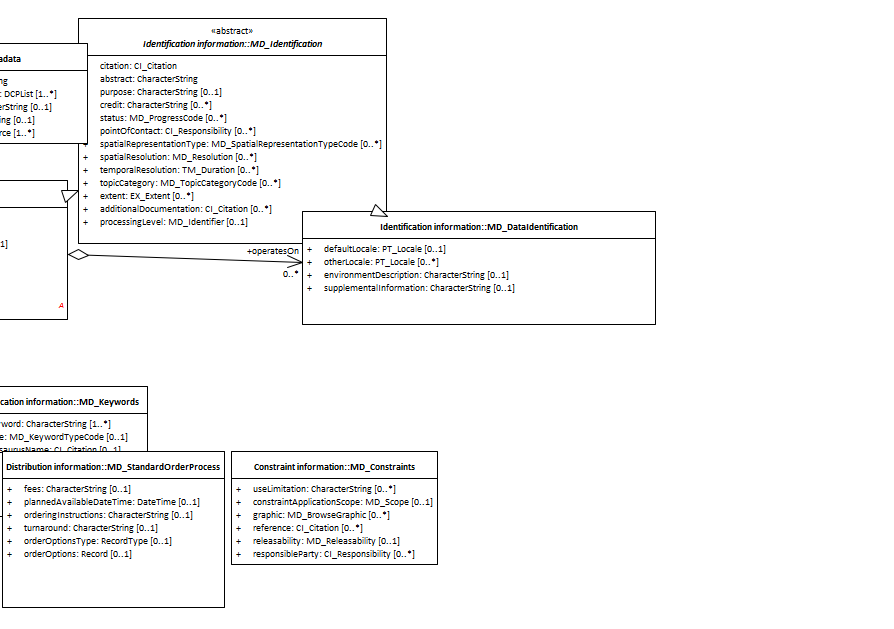 «abstract»
Identification information::MD_Identification
citation: CI_Citation
abstract: CharacterString
purpose: CharacterString [0..1]
credit: CharacterString [0..*]
status: MD_ProgressCode [0..*]
pointOfContact: CI_Responsibility [0..*]
+ spatialRepresentationType: MD_SpatialRepresentationTypeCode [0..*]
+ spatialResolution: MD_Resolution [0..*]
+ temporalResolution: TM_Duration [0..*]
+ topicCategory: MD_TopicCategoryCode [0..*]
+ extent: EX_Extent [0..*]
+ additionalDocumentation: CI_Citation [0..*]
+ processingLevel: MD_Identifier [0..1]
adata
ng
: DCPList [1..*]
erString [0..1]
ing [0..1]
rce [1..*]
1]
A
+operatesOn
0..*
Identification information::MD_DataIdentification
+ defaultLocale: PT_Locale [0..1]
+ otherLocale: PT_Locale [0..*]
+ environmentDescription: CharacterString [0..1]
+ supplementalInformation: CharacterString [0..1]
cation information::MD_Keywords
word: CharacterString [1..*]
e: MD_KeywordTypeCode [0..1]
saurusName: CI_Citation [0..1]
Distribution information::MD_StandardOrderProcess
+ fees: CharacterString [0..1]
+ plannedAvailableDateTime: DateTime [0..1]
+ orderingInstructions: CharacterString [0..1]
+ turnaround: CharacterString [0..1]
+ orderOptionsType: RecordType [0..1]
+ orderOptions: Record [0..1]
Constraint information::MD_Constraints
+ useLimitation: CharacterString [0..*]
+ constraintApplicationScope: MD_Scope [0..1]
+ graphic: MD_BrowseGraphic [0..*]
+ reference: CI_Citation [0..*]
+ releasability: MD_Releasability [0..1]
+ responsibleParty: CI_Responsibility [0..*]